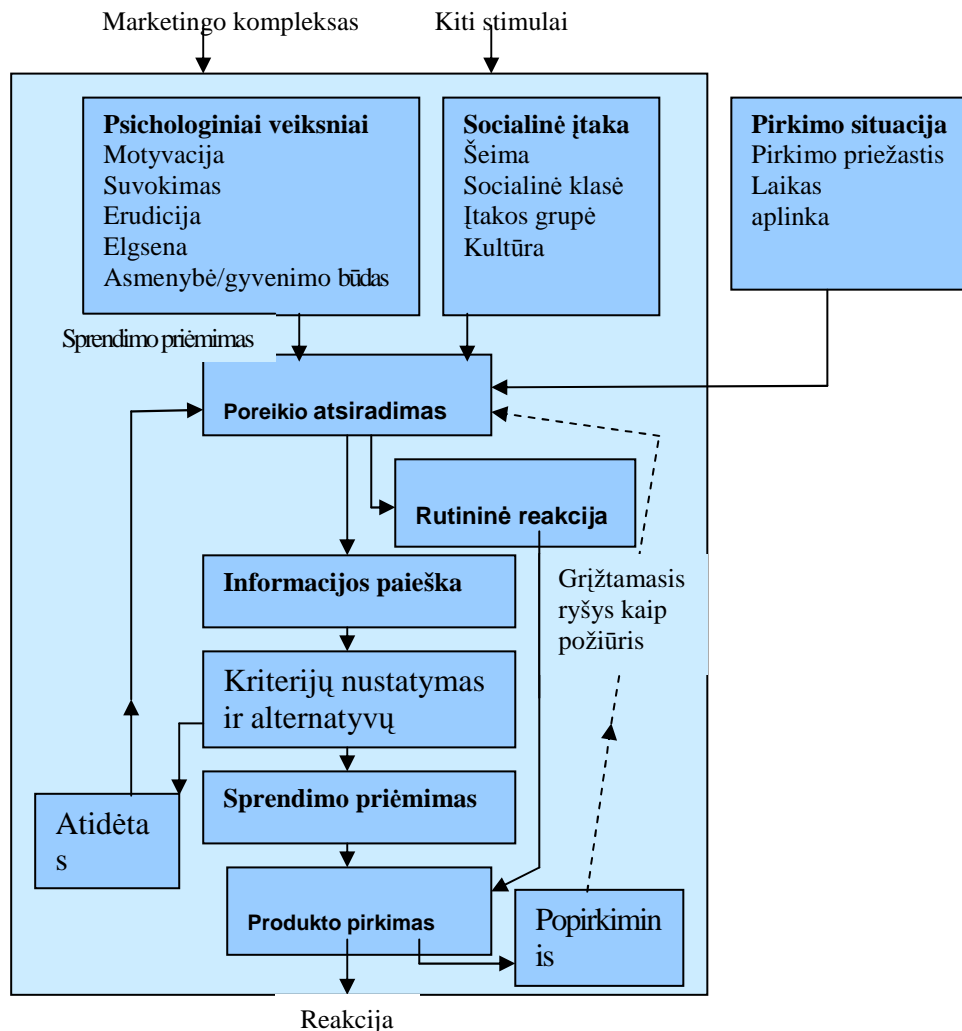 Marketingo kompleksas
Kiti stimulai
Psichologiniai veiksniai
Motyvacija
Suvokimas
Erudicija
Elgsena
Asmenybė/gyvenimo būdas
Socialinė įtaka
Šeima
Socialinė klasė
Įtakos grupė
Kultūra
Pirkimo situacija
Pirkimo priežastis
Laikas
aplinka
Sprendimo priėmimas
Poreikio atsiradimas
Rutininė reakcija
Informacijos paieška
Grįžtamasis
ryšys kaip
požiūris
Kriterijų nustatymas
ir alternatyvų
Sprendimo priėmimas
Atidėta
s
Produkto pirkimas
Popirkimin
is
Reakcija